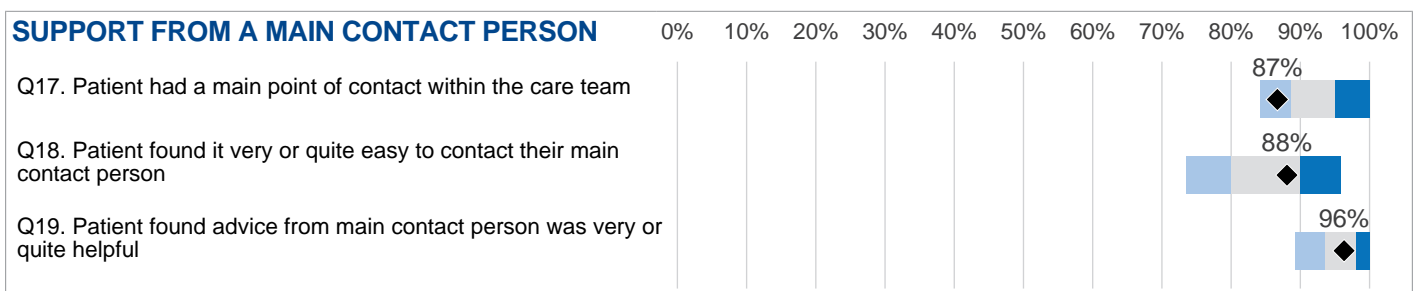 SUPPORT FROM A MAIN CONTACT PERSON 0% 10% 20% 30% 40% 50% 60% 70% 80% 90% 100%
87%
Q17. Patient had a main point of contact within the care team
88%
Q18. Patient found it very or quite easy to contact their main
contact person
96%
Q19. Patient found advice from main contact person was very or
quite helpful